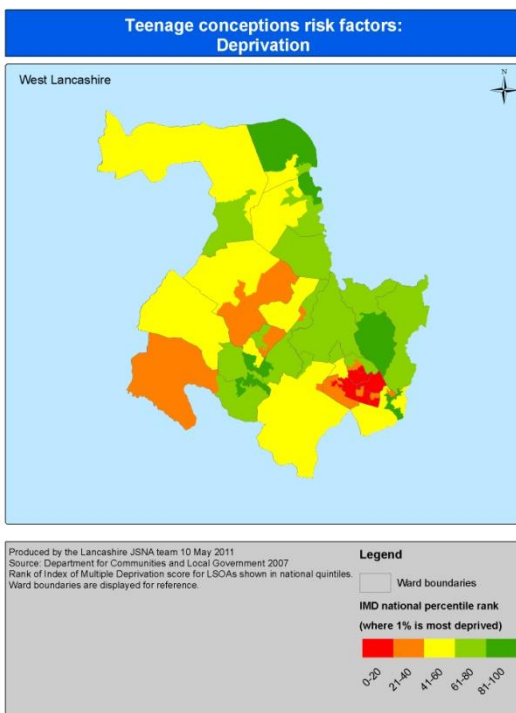 Teenage conceptions risk factors:
Deprivation
West Lancashire
N
Produced by the Lancashire JSNA team 10 May 2011
Source: Department for Communities and Local Government 2007
Rank of Index of Multiple Deprivation score for LSOAs shown in national quintiles.
Ward boundaries are displayed for reference.
Legend
Ward boundaries
IMD national percentile rank
(where 1% is most deprived)
0-20
21-40
41-60
61-80
81-100